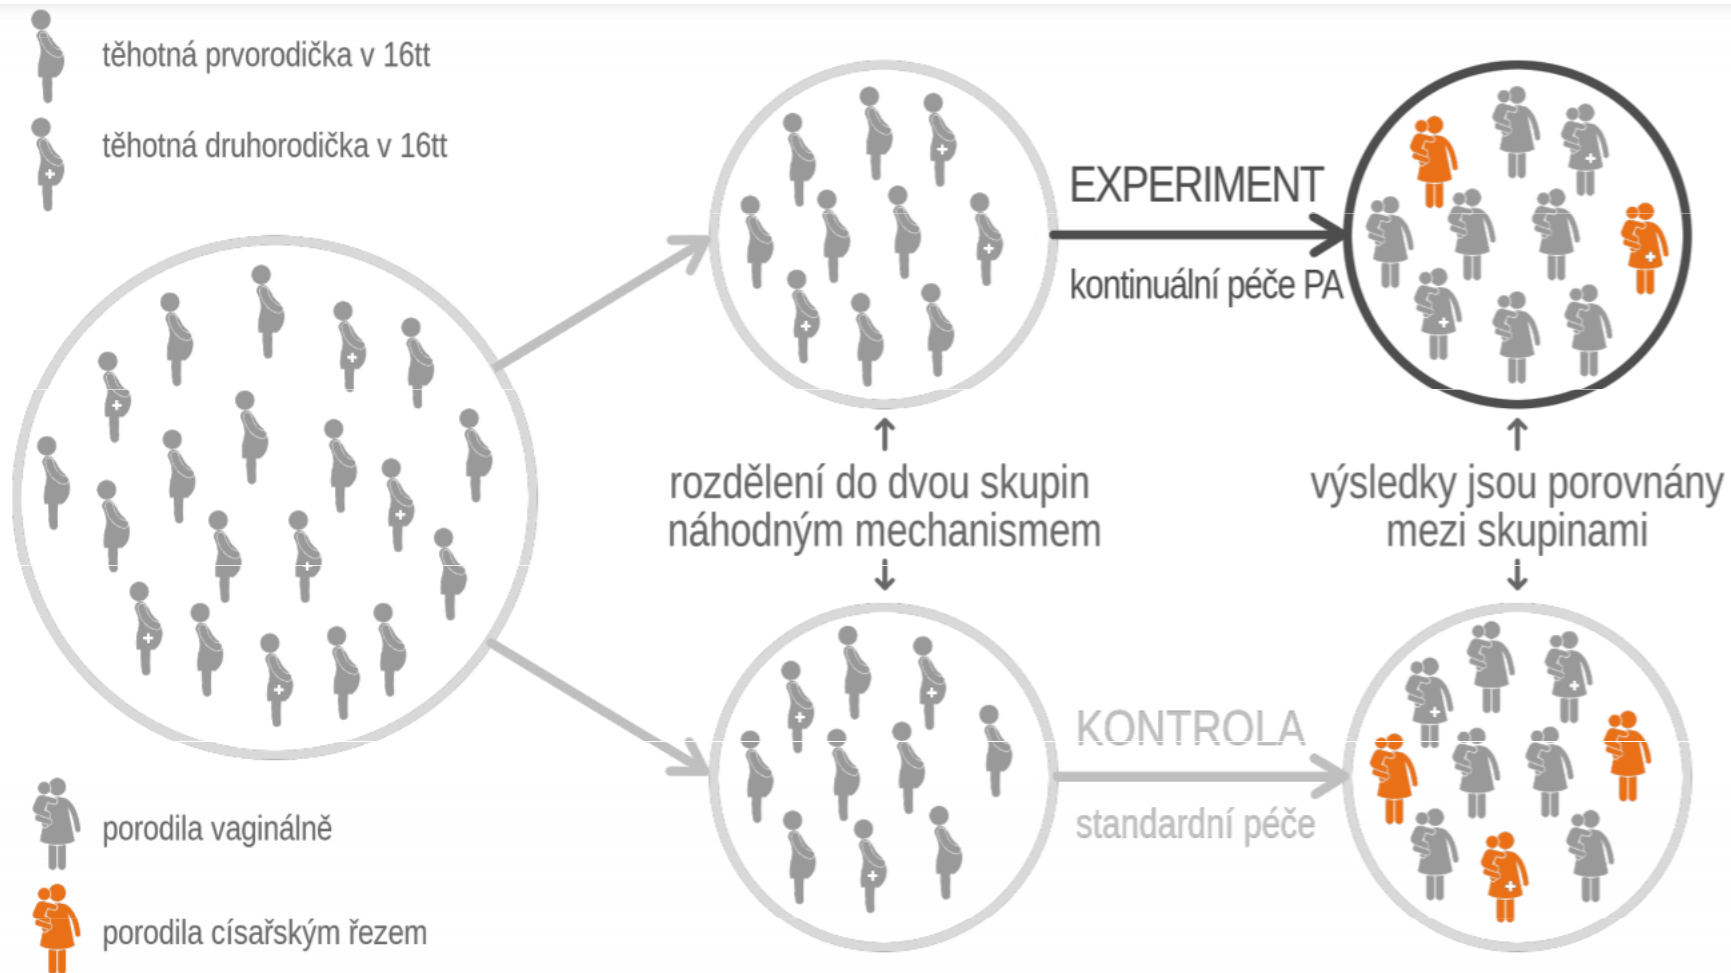 těhotná prvorodička v 16tt
těhotná druhorodička v 16tt
EXPERIMENT
kontinuální péče PA
rozdělení do dvou skupin
náhodným mechanismem
výsledky jsou porovnány
mezi skupinami
KONTROLA
standardní péče
porodila vaginálně
porodila císařským řezem